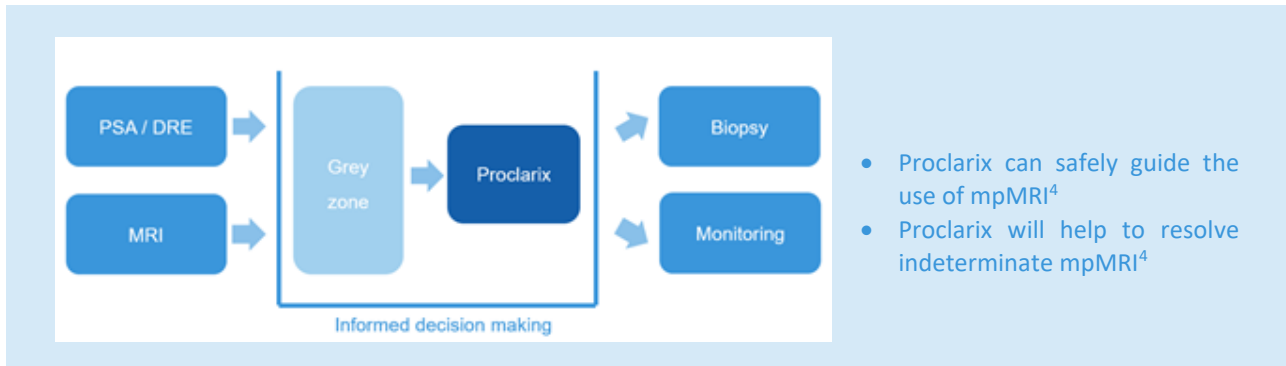 PSA / DRE
MRI
Grey
zone
Proclarix
Biopsy
Monitoring
Informed decision making
• Proclarix can safely guide the
use of mpMRI4
• Proclarix will help to resolve
indeterminate mpMRI4